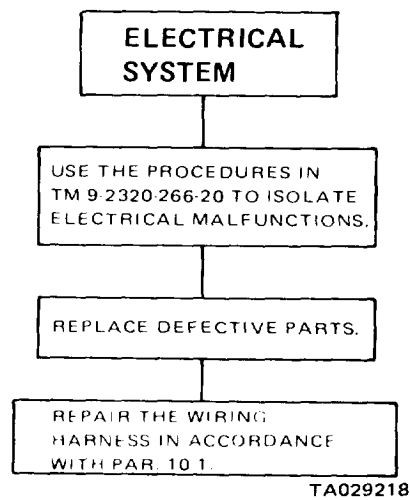 ELECTRICAL
SYSTEM
USE THE PROCEDURES IN
TM 9-2320-266-20 TO ISOLATE
ELECTRICAL MALFUNCTIONS.
REPLACE DEFECTIVE PARTS.
REPAIR THE WIRING
HARNESS IN ACCORDANCE
WITH PAR. 10 1.
TA029218